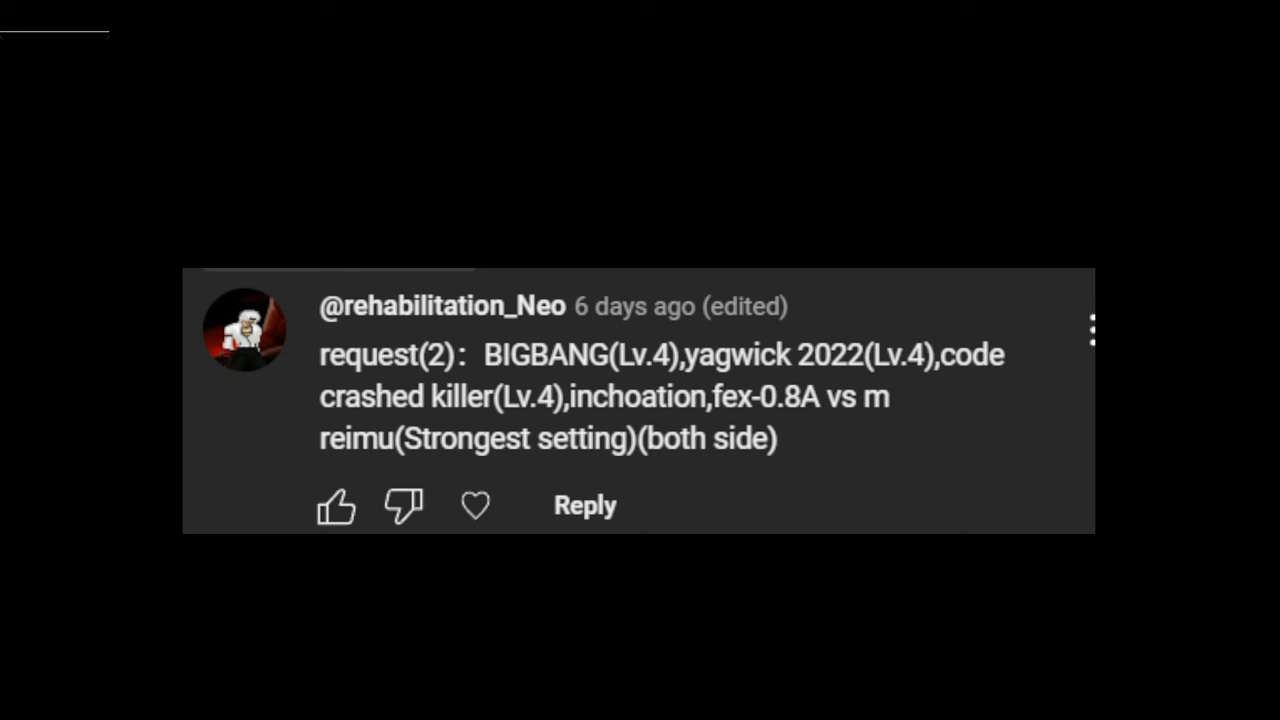 @rehabilitation_Neo 6 days ago (edited)
request(2)：BIGBANG(Lv.4),yagwick 2022(Lv.4),code
crashed killer(Lv.4),inchoation,fex-0.8A vs m
reimu(Strongest setting)(both side)
Reply